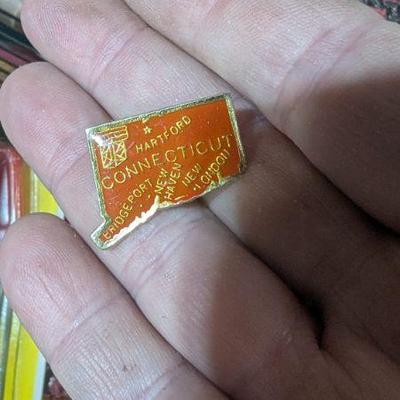 HARTFORD
CONNECTICUT
BRIDGEPORT
NEW
HAVEN
NEW
LONDON